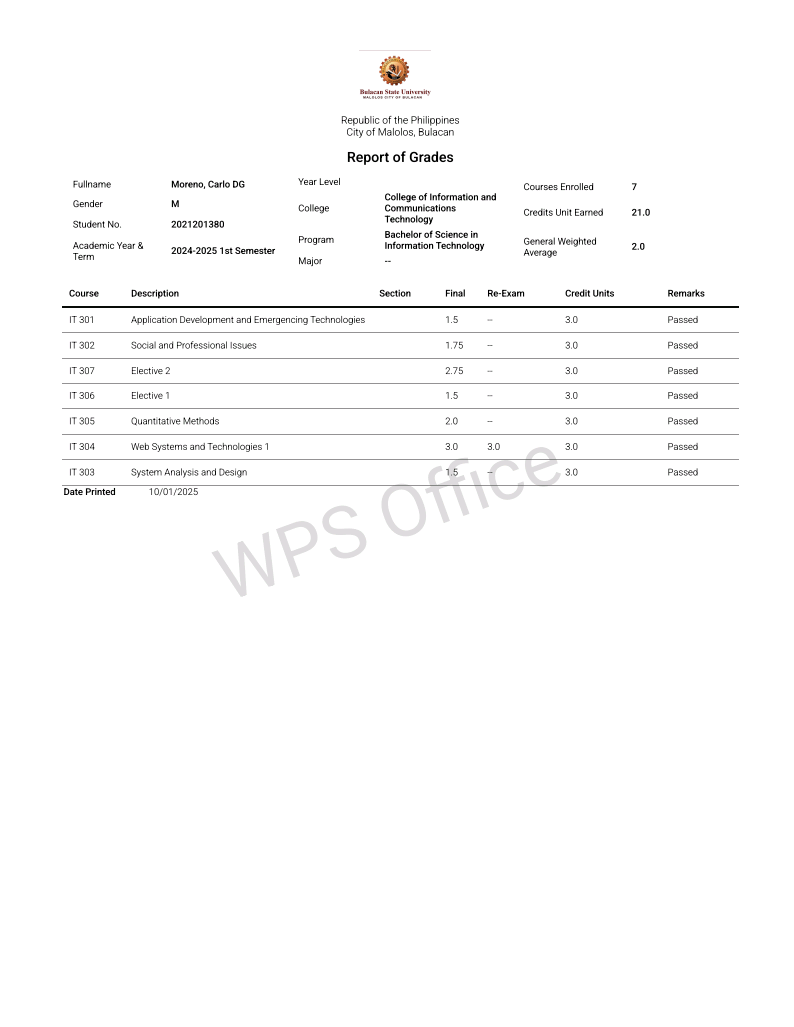 Bulacan State University
MALOLOS CITY OF BULACAN
Republic of the Philippines
City of Malolos, Bulacan
Report of Grades
Fullname Moreno, Carlo DG
Gender M
Student No. 2021201380
Academic Year & Term 2024-2025 1st Semester
Year Level
College College of Information and Communications Technology
Program Bachelor of Science in Information Technology
Major --
Courses Enrolled 7
Credits Unit Earned 21.0
General Weighted Average 2.0
Course Description Section Final Re-Exam Credit Units Remarks
IT 301 Application Development and Emergencing Technologies 1.5 -- 3.0 Passed
IT 302 Social and Professional Issues 1.75 -- 3.0 Passed
IT 307 Elective 2 2.75 -- 3.0 Passed
IT 306 Elective 1 1.5 -- 3.0 Passed
IT 305 Quantitative Methods 2.0 -- 3.0 Passed
IT 304 Web Systems and Technologies 1 3.0 3.0 3.0 Passed
IT 303 System Analysis and Design 1.5 -- 3.0 Passed
Date Printed 10/01/2025
WPS Office